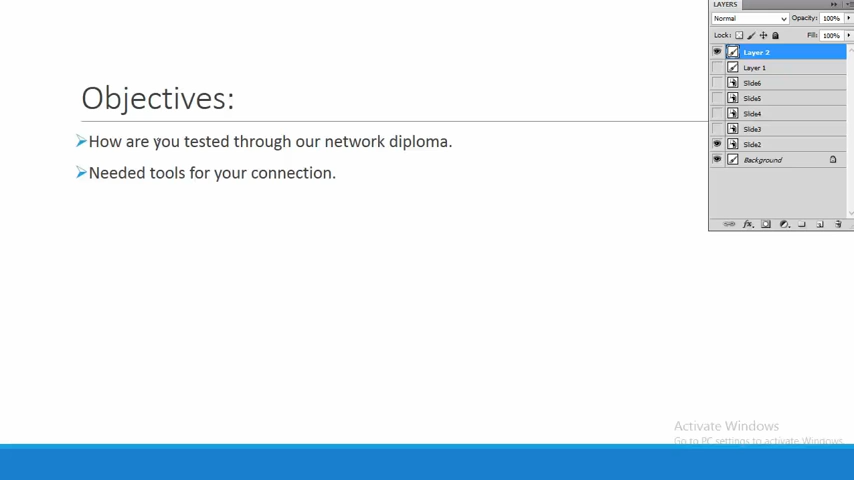 LAYERS
Normal
Opacity: 100%
Lock:
Fill: 100%
Layer 2
Layer 1
Slide6
Slide5
Slide4
Slide3
Slide2
Background
fx
Objectives:
How are you tested through our network diploma.
Needed tools for your connection.
Activate Windows
Go to PC settings to activate Windows.